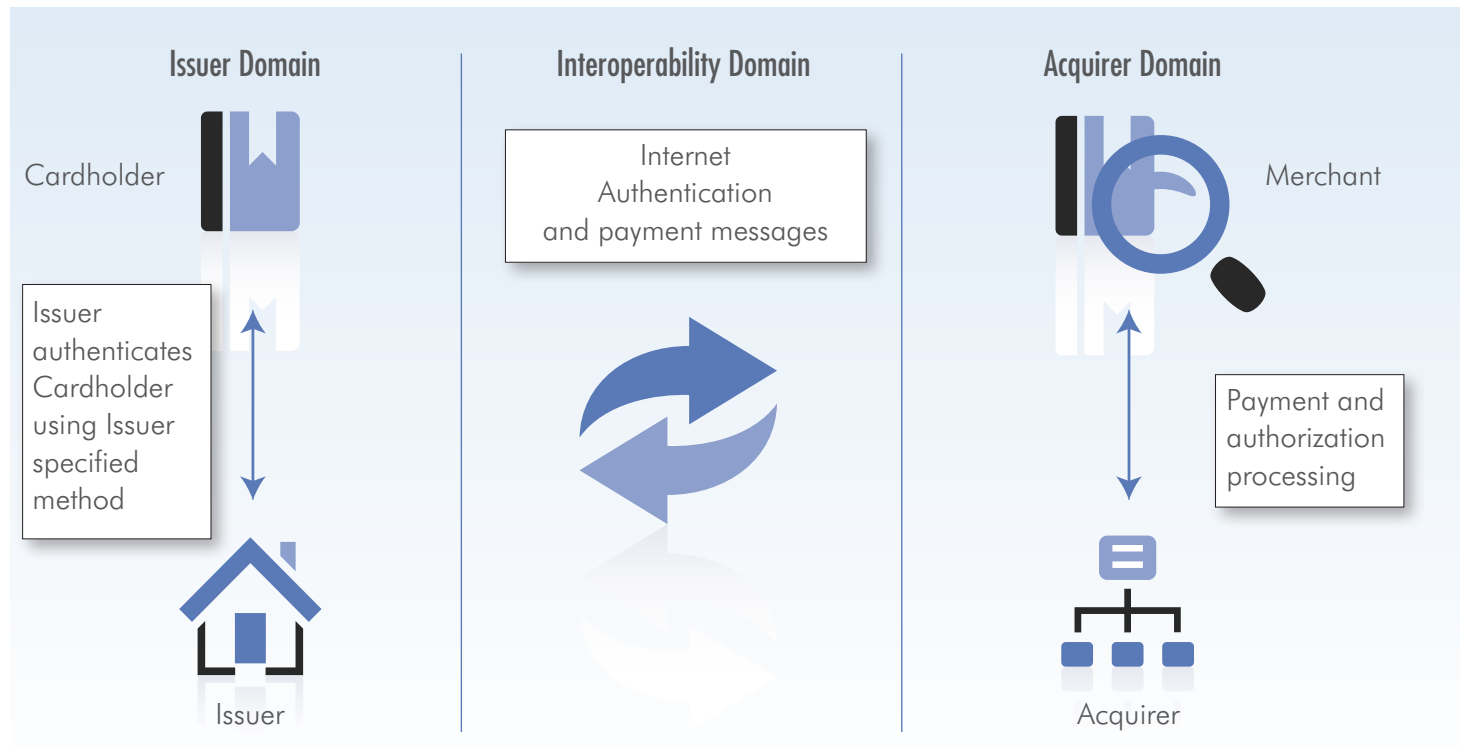 Issuer Domain
Interoperability Domain
Acquirer Domain
Cardholder
Internet
Authentication
and payment messages
Merchant
Issuer
authenticates
Cardholder
using Issuer
specified
method
Payment and
authorization
processing
Issuer
Acquirer